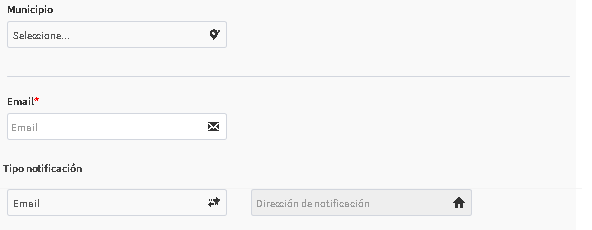 Municipio
Seleccione...
Email*
Email
Tipo notificación
Email Dirección de notificación